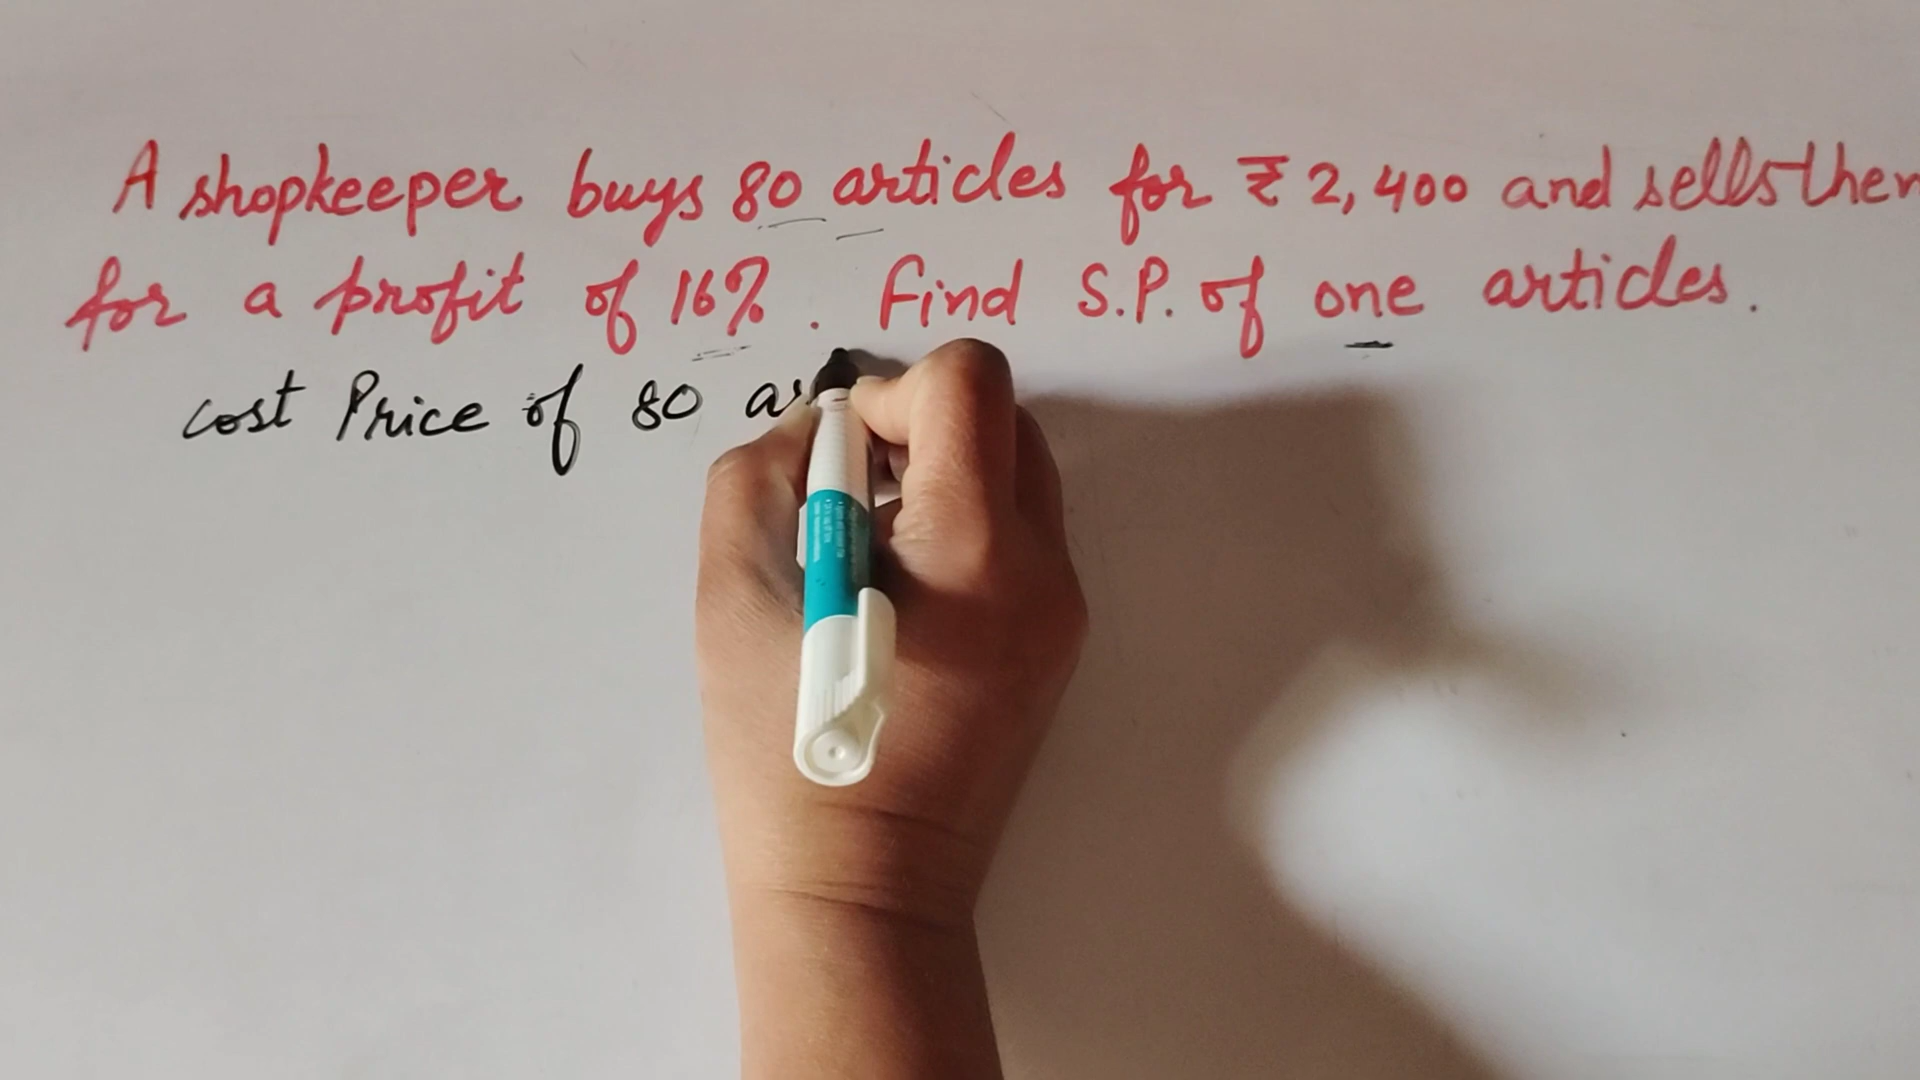 A shopkeeper buys 80 articles for ₹ 2,400 and sells them
for a profit of 16%. Find S.P. of one articles.
cost Price of 80 ar